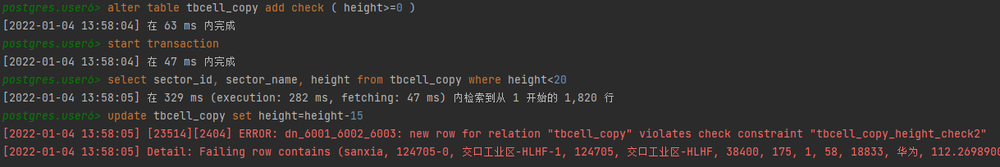 postgres.user6> alter table tbcell_copy add check ( height>=0 )
[2022-01-04 13:58:04] 在 63 ms 内完成
postgres.user6> start transaction
[2022-01-04 13:58:04] 在 47 ms 内完成
postgres.user6> select sector_id, sector_name, height from tbcell_copy where height<20
[2022-01-04 13:58:05] 在 329 ms (execution: 282 ms, fetching: 47 ms) 内检索到从 1 开始的 1,820 行
postgres.user6> update tbcell_copy set height=height-15
[2022-01-04 13:58:05] [23514][2404] ERROR: dn_6001_6002_6003: new row for relation "tbcell_copy" violates check constraint "tbcell_copy_height_check2"
[2022-01-04 13:58:05] Detail: Failing row contains (sanxia, 124705-0, 交口工业区-HLHF-1, 124705, 交口工业区-HLHF, 38400, 175, 1, 58, 18833, 华为, 112.2698900